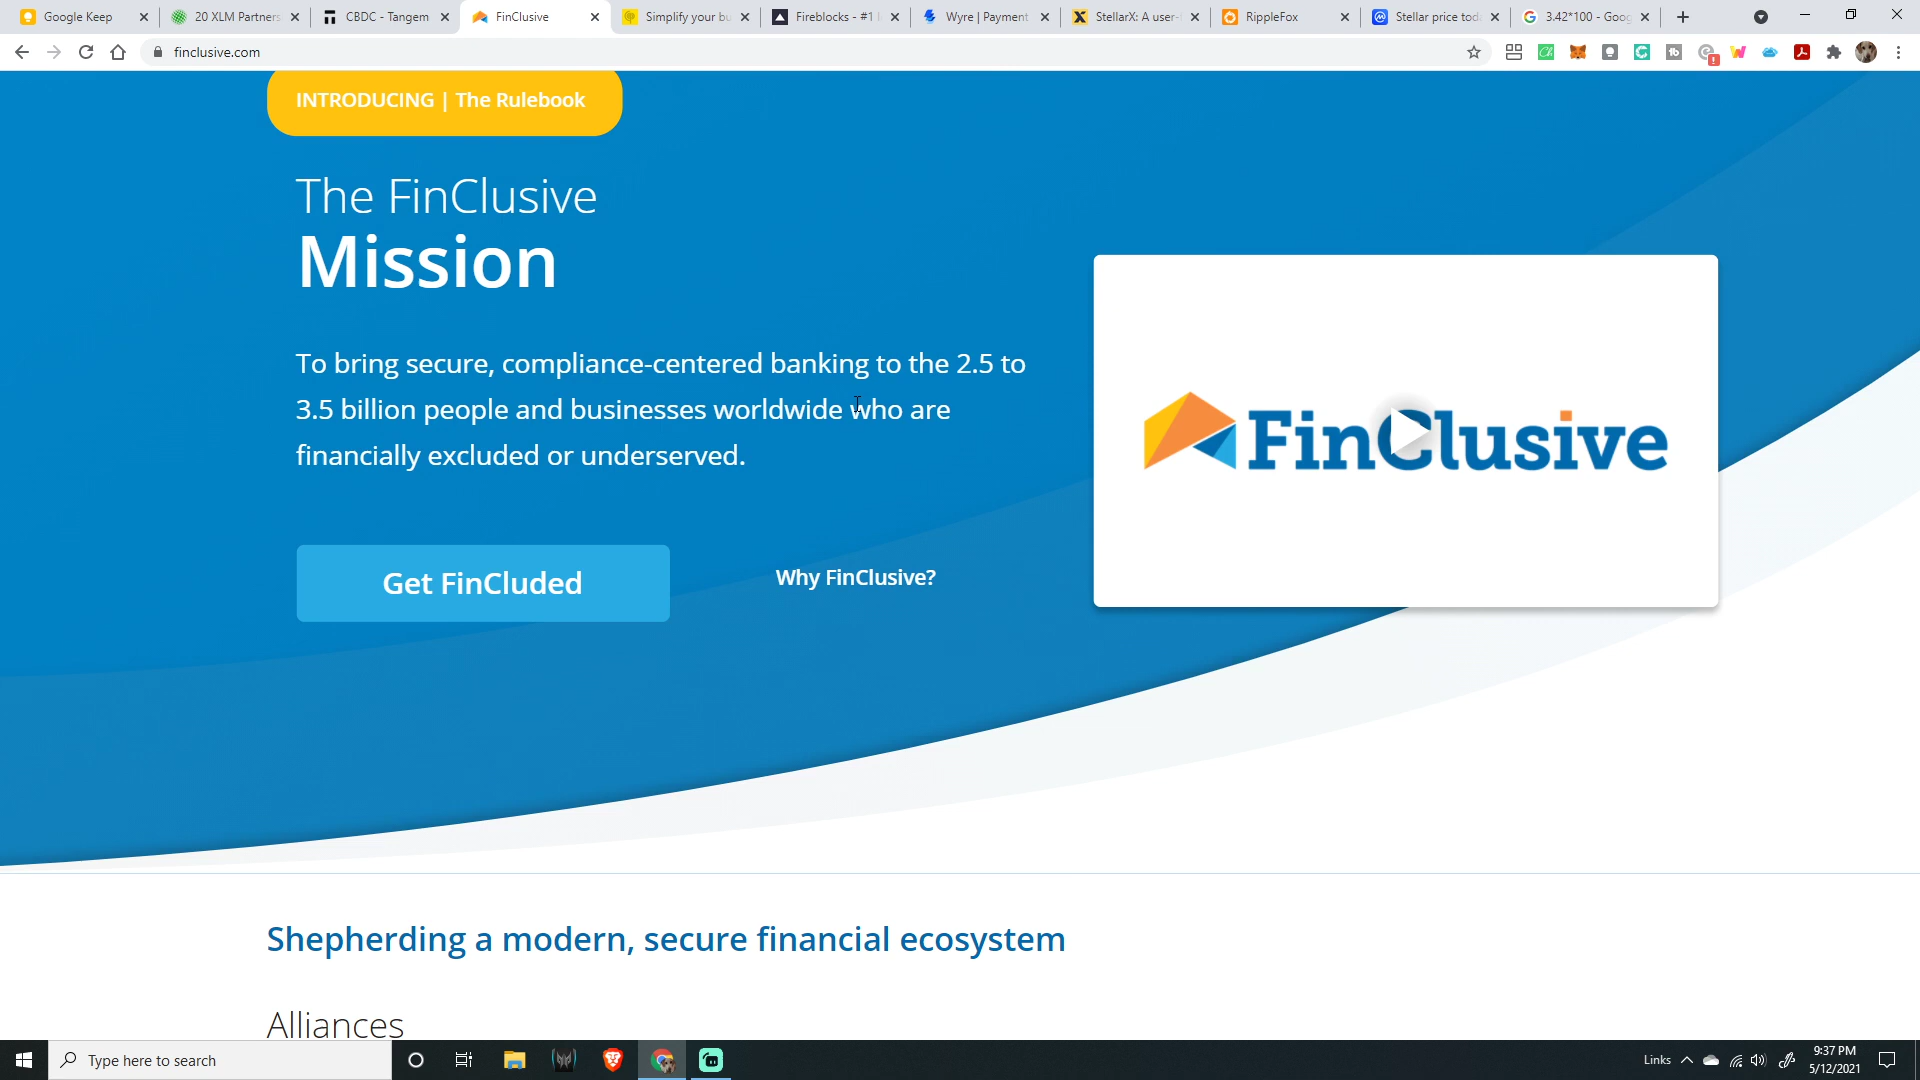 Google Keep
20 XLM Partners
CBDC - Tangem
FinClusive
Simplify your bu
Fireblocks - #1
Wyre | Payment
StellarX: A user-
RippleFox
Stellar price tod
3.42*100 - Goog
finclusive.com
INTRODUCING | The Rulebook
The FinClusive
Mission
To bring secure, compliance-centered banking to the 2.5 to
3.5 billion people and businesses worldwide who are
financially excluded or underserved.
Get FinCluded
Why FinClusive?
FinClusive
Shepherding a modern, secure financial ecosystem
Alliances
Type here to search
Links
9:37 PM
5/12/2021